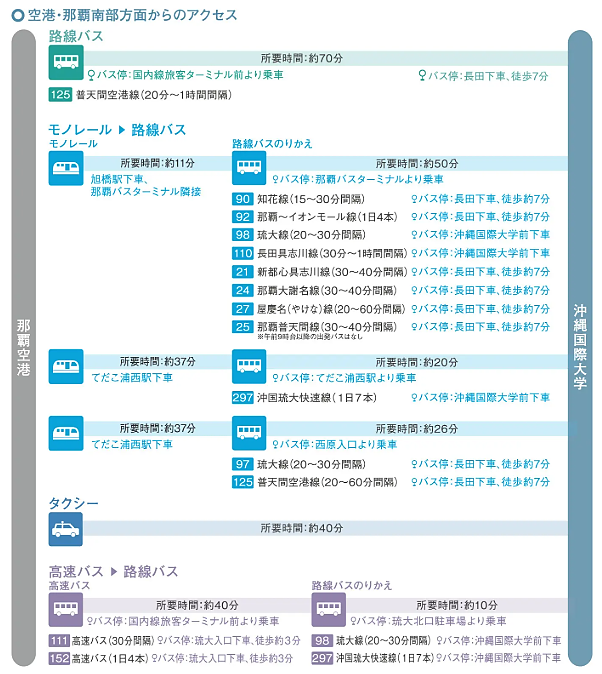 空港・那覇南部方面からのアクセス
路線バス
所要時間：約70分
バス停：国内線旅客ターミナル前より乗車 バス停：長田下車、徒歩7分
125 普天間空港線（20分〜1時間間隔）
モノレール ▶ 路線バス
モノレール 路線バスのりかえ
所要時間：約11分 所要時間：約50分
旭橋駅下車、
那覇バスターミナル隣接
バス停：那覇バスターミナルより乗車
90 知花線（15〜30分間隔） バス停：長田下車、徒歩約7分
92 那覇〜イオンモール線（1日4本） バス停：長田下車、徒歩約7分
98 琉大線（20〜30分間隔） バス停：沖縄国際大学前下車
110 長田具志川線（30分〜1時間間隔） バス停：沖縄国際大学前下車
21 新都心具志川線（30〜40分間隔） バス停：長田下車、徒歩約7分
24 那覇大謝名線（30〜40分間隔） バス停：長田下車、徒歩約7分
27 屋慶名（やけな）線（20〜60分間隔） バス停：長田下車、徒歩約7分
25 那覇普天間線（30〜40分間隔） バス停：長田下車、徒歩約7分
※午前9時台以降の出発バスはなし
那覇空港
沖縄国際大学
所要時間：約37分 所要時間：約20分
てだこ浦西駅下車 バス停：てだこ浦西駅より乗車
297 沖国琉大快速線（1日7本） バス停：沖縄国際大学前下車
所要時間：約37分 所要時間：約26分
てだこ浦西駅下車 バス停：西原入口より乗車
97 琉大線（20〜30分間隔） バス停：長田下車、徒歩約7分
125 普天間空港線（20〜60分間隔） バス停：長田下車、徒歩約7分
タクシー
所要時間：約40分
高速バス ▶ 路線バス
高速バス 路線バスのりかえ
所要時間：約40分 所要時間：約10分
バス停：国内線旅客ターミナル前より乗車 バス停：琉大北口駐車場より乗車
111 高速バス（30分間隔） バス停：琉大入口下車、徒歩約3分 98 琉大線（20〜30分間隔） バス停：沖縄国際大学前下車
152 高速バス（1日4本） バス停：琉大入口下車、徒歩約3分 297 沖国琉大快速線（1日7本） バス停：沖縄国際大学前下車